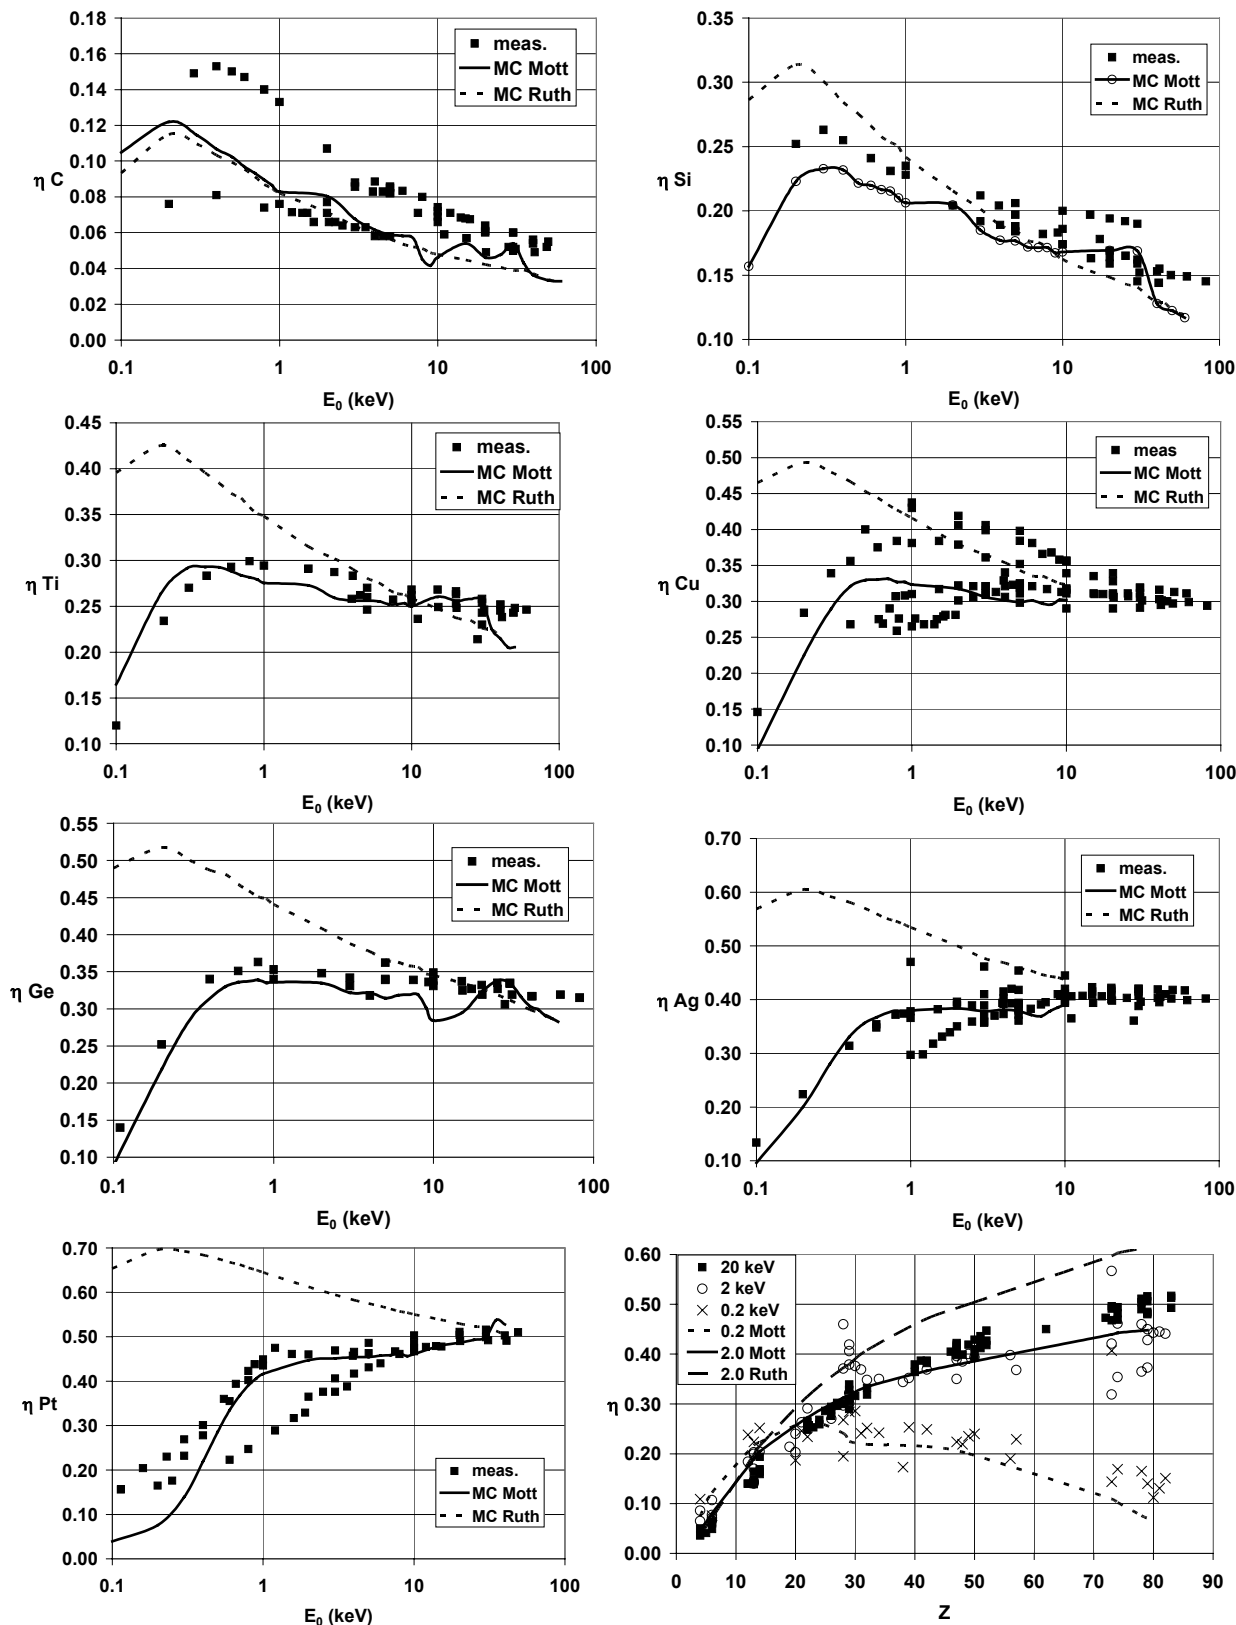 0.18
0.16
0.14
0.12
0.10
0.08
0.06
0.04
0.02
0.00
η C
meas.
MC Mott
MC Ruth
0.1 1 10 100
E0 (keV)
0.35
0.30
0.25
0.20
0.15
0.10
η Si
meas.
MC Mott
MC Ruth
0.1 1 10 100
E0 (keV)
0.45
0.40
0.35
0.30
0.25
0.20
0.15
0.10
η Ti
meas.
MC Mott
MC Ruth
0.1 1 10 100
E0 (keV)
0.55
0.50
0.45
0.40
0.35
0.30
0.25
0.20
0.15
0.10
η Cu
meas
MC Mott
MC Ruth
0.1 1 10 100
E0 (keV)
0.55
0.50
0.45
0.40
0.35
0.30
0.25
0.20
0.15
0.10
η Ge
meas.
MC Mott
MC Ruth
0.1 1 10 100
E0 (keV)
0.70
0.60
0.50
0.40
0.30
0.20
0.10
η Ag
meas.
MC Mott
MC Ruth
0.1 1 10 100
E0 (keV)
0.70
0.60
0.50
0.40
0.30
0.20
0.10
0.00
η Pt
meas.
MC Mott
MC Ruth
0.1 1 10 100
E0 (keV)
0.60
0.50
0.40
0.30
0.20
0.10
0.00
η
20 keV
2 keV
0.2 keV
0.2 Mott
2.0 Mott
2.0 Ruth
0 10 20 30 40 50 60 70 80 90
Z